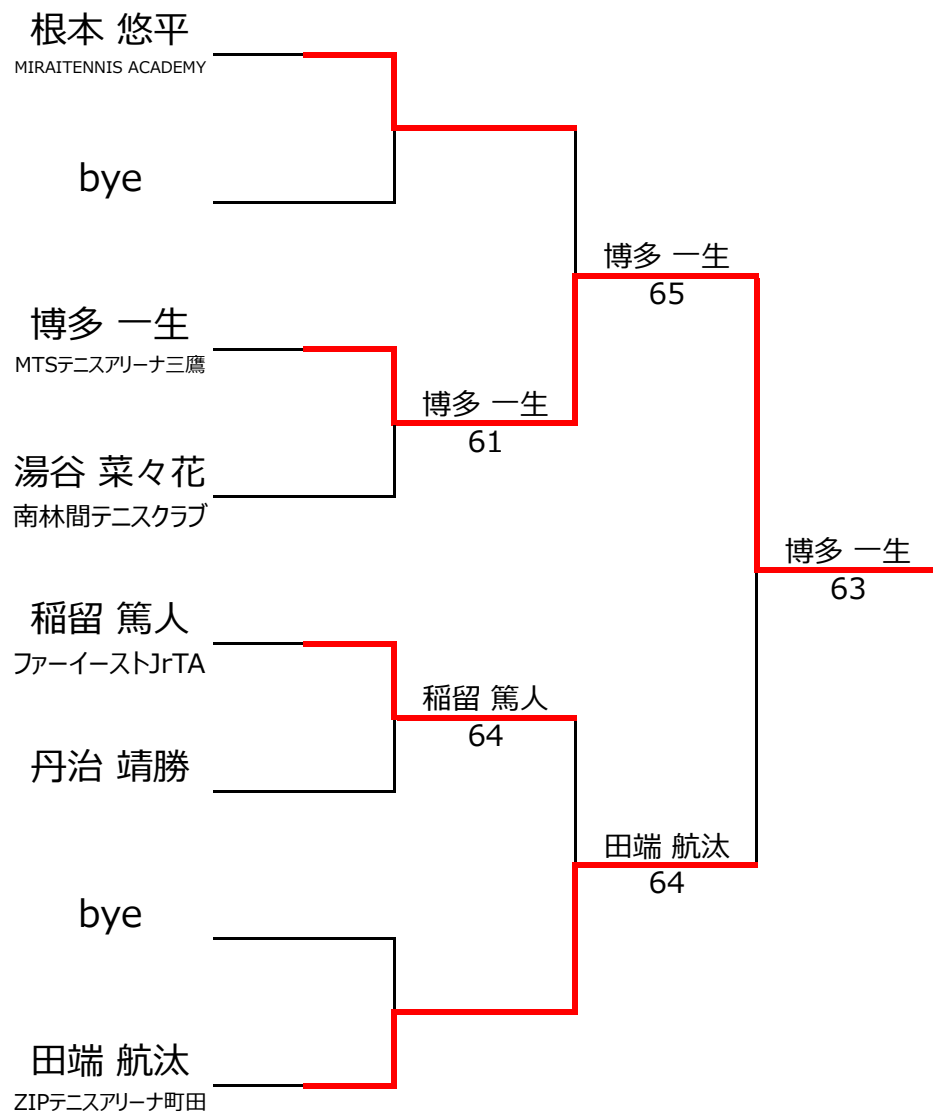 根本 悠平
MIRAITENNIS ACADEMY
bye
博多 一生
65
博多 一生
MTSテニスアリーナ三鷹
博多 一生
61
湯谷 菜々花
南林間テニスクラブ
博多 一生
63
稲留 篤人
ファーイーストJrTA
稲留 篤人
64
丹治 靖勝
田端 航汰
64
bye
田端 航汰
ZIPテニスアリーナ町田